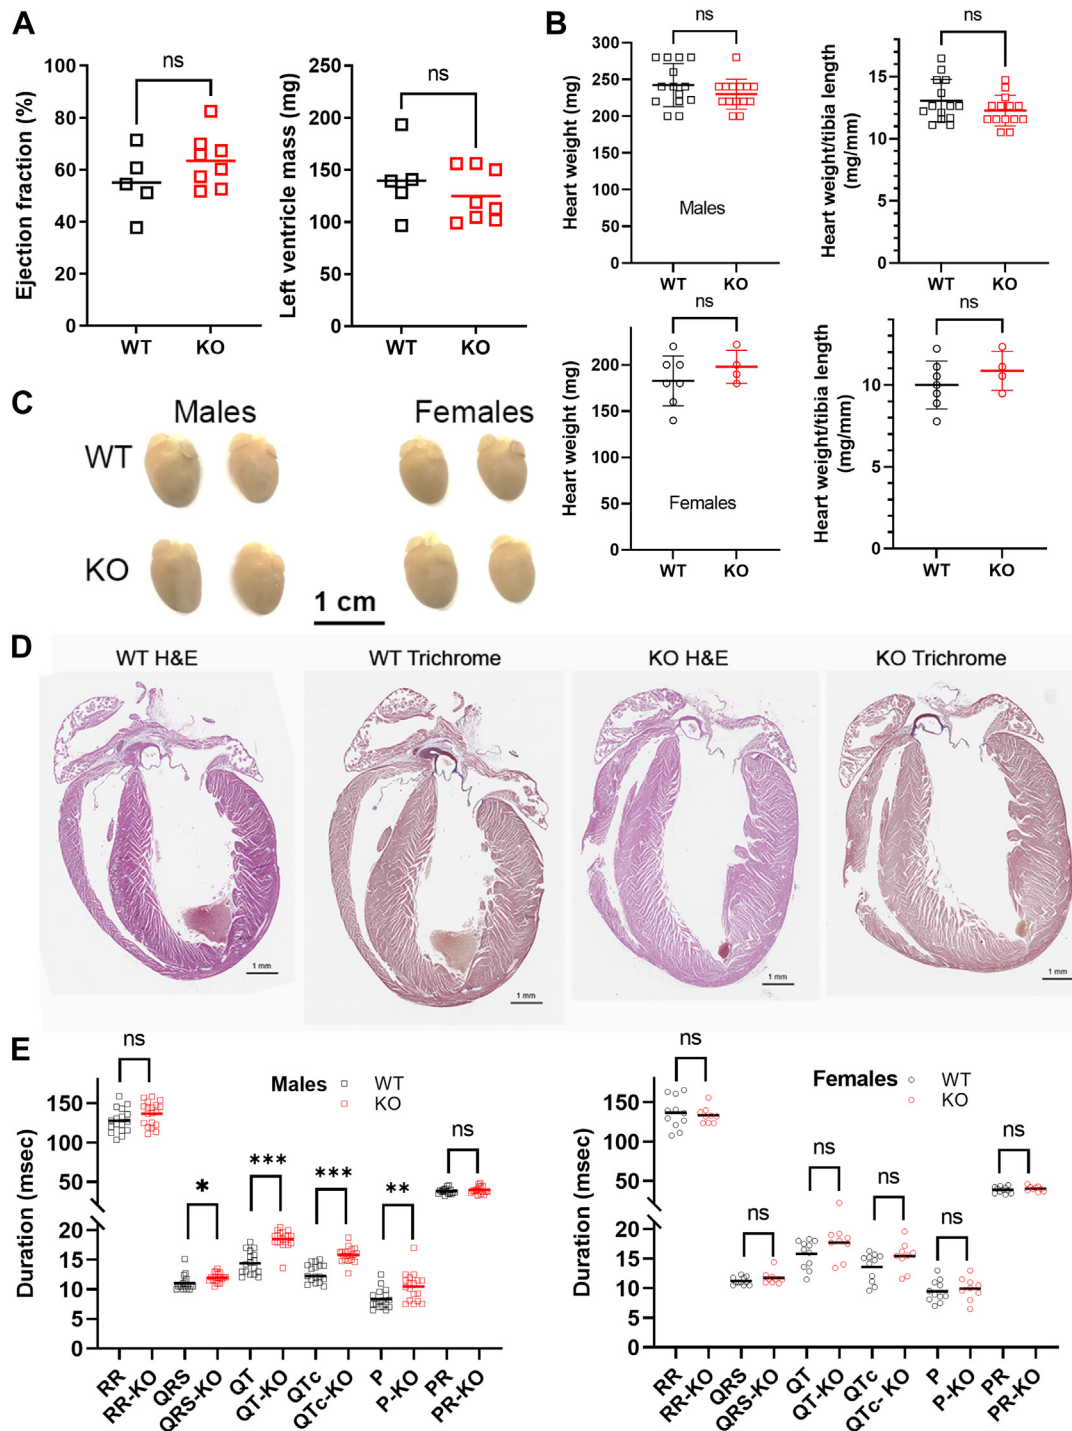 A
ns
Ejection fraction (%)
100
80
60
40
20
0
WT
KO
ns
Left ventricle mass (mg)
250
200
150
100
50
0
WT
KO
B
ns
Heart weight (mg)
300
250
200
150
100
50
0
Males
WT
KO
ns
Heart weight/tibia length
(mg/mm)
15
10
5
0
WT
KO
ns
Heart weight (mg)
200
150
100
50
0
Females
WT
KO
ns
Heart weight/tibia length
(mg/mm)
10
5
0
WT
KO
C
Males
Females
WT
KO
1 cm
D
WT H&E
WT Trichrome
KO H&E
KO Trichrome
1 mm
1 mm
1 mm
1 mm
E
ns
Males
WT
KO
Duration (msec)
150
100
50
20
15
10
5
0
*
***
***
**
ns
RR
RR-KO
QRS
QRS-KO
QT
QT-KO
QTc
QTc-KO
P
P-KO
PR
PR-KO
ns
Females
WT
KO
Duration (msec)
150
100
50
20
15
10
5
0
ns
ns
ns
ns
ns
RR
RR-KO
QRS
QRS-KO
QT
QT-KO
QTc
QTc- KO
P
P-KO
PR
PR-KO